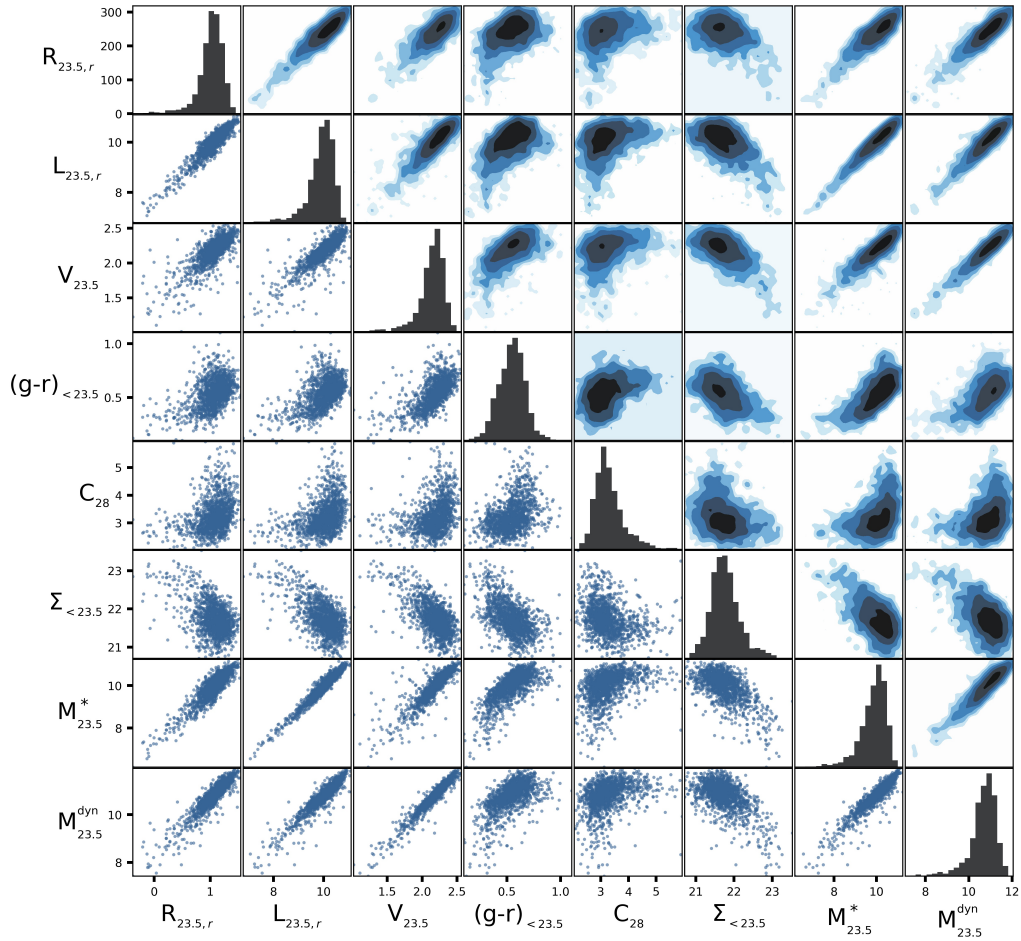 300
200
100
0
R23.5, r
10
8
L23.5, r
2.5
2.0
1.5
V23.5
1.0
0.5
(g-r)<23.5
5
4
3
C28
23
22
21
Σ<23.5
10
8
M*23.5
10
8
Mdyn23.5
0 1 8 10 1.5 2.0 2.5 0.5 1.0 3 4 5 21 22 23 8 10 8 10 12
R23.5, r L23.5, r V23.5 (g-r)<23.5 C28 Σ<23.5 M*23.5 Mdyn23.5